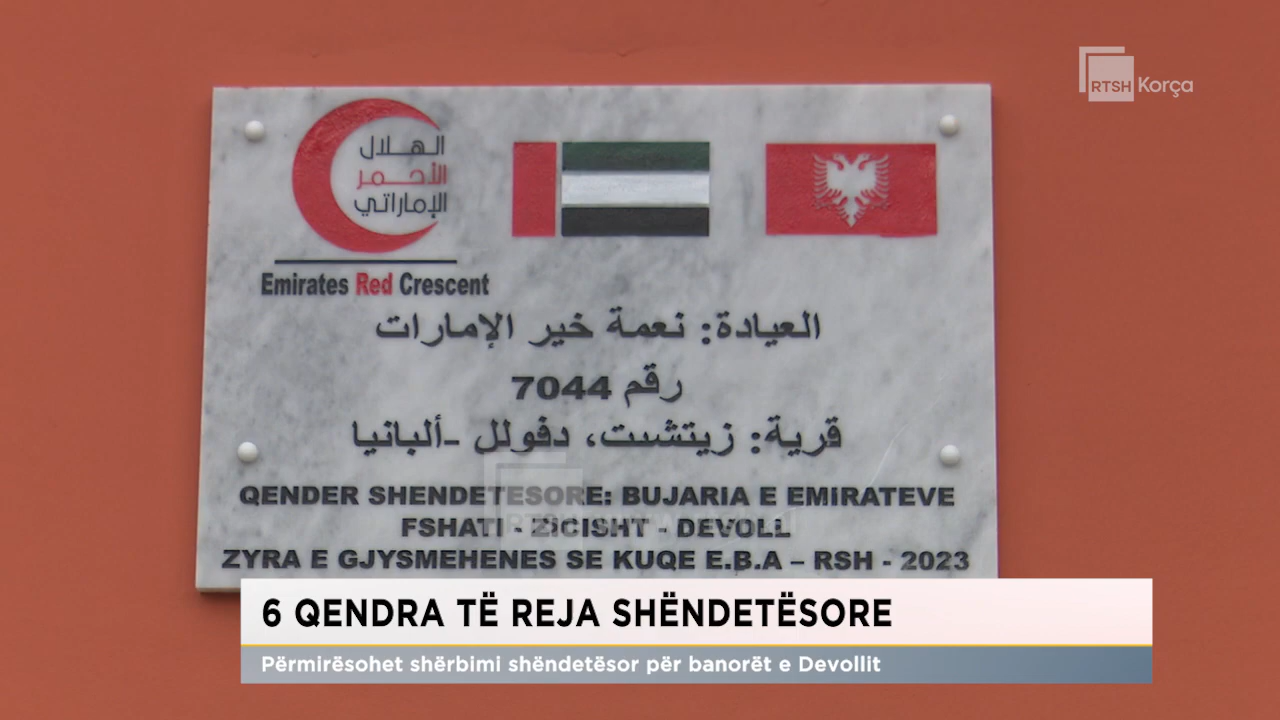 RTSH Korça
الهلال
الأحمر
الإماراتي
Emirates Red Crescent
العيادة: نعمة خير الإمارات
رقم 7044
قرية: زيتشىت، دفولل -ألبانيا
QENDER SHENDETESORE: BUJARIA E EMIRATEVE
FSHATI - ZICISHT - DEVOLL
ZYRA E GJYSMEHENES SE KUQE E.B.A – RSH - 2023
6 QENDRA TË REJA SHËNDETËSORE
Përmirësohet shërbimi shëndetësor për banorët e Devollit